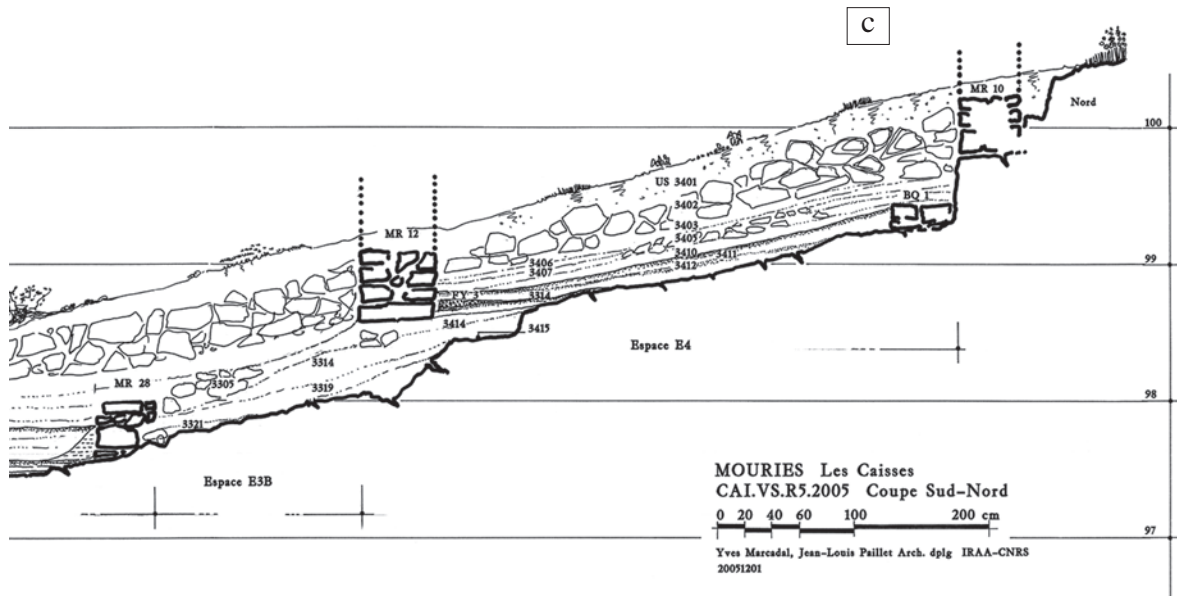 c
MR 10
Nord
100
US 3401
3402
BQ 1
3403
3405
MR 12
3410
3411
3406
3412
3407
99
FY 3
3314
3414
3415
Espace E4
3314
MR 28
3305
3319
98
3321
Espace E3B
MOURIES Les Caisses
CAI.VS.R5.2005 Coupe Sud-Nord
0 20 40 60 100 200 cm
97
Yves Marcadal, Jean-Louis Paillet Arch. dplg IRAA-CNRS
20051201